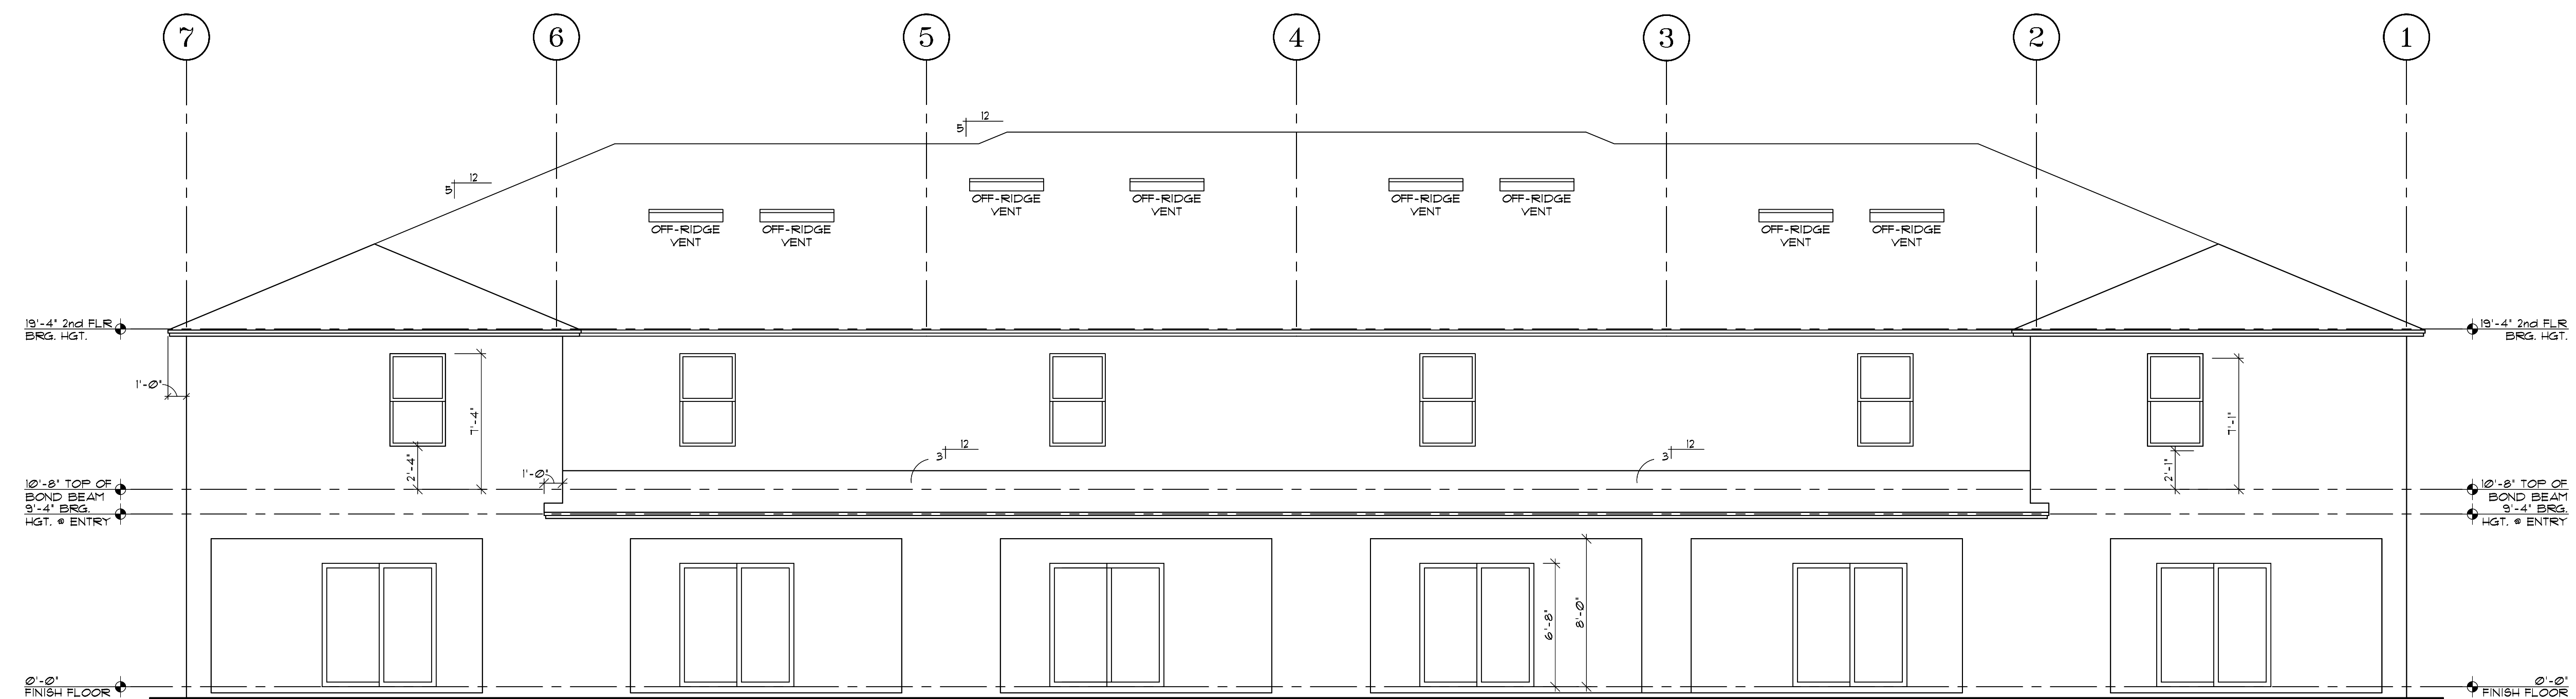 7 6 5 4 3 2 1
12
5
12
5
OFF-RIDGE
VENT
OFF-RIDGE
VENT
OFF-RIDGE
VENT
OFF-RIDGE
VENT
OFF-RIDGE
VENT
OFF-RIDGE
VENT
OFF-RIDGE
VENT
OFF-RIDGE
VENT
19'-4" 2nd FLR
BRG. HGT.
19'-4" 2nd FLR
BRG. HGT.
1'-0"
7'-4"
2'-4"
1'-0"
12
3
12
3
7'-1"
2'-1"
10'-8" TOP OF
BOND BEAM
9'-4" BRG.
HGT. @ ENTRY
10'-8" TOP OF
BOND BEAM
9'-4" BRG.
HGT. @ ENTRY
6'-8"
8'-0"
0'-0"
FINISH FLOOR
0'-0"
FINISH FLOOR